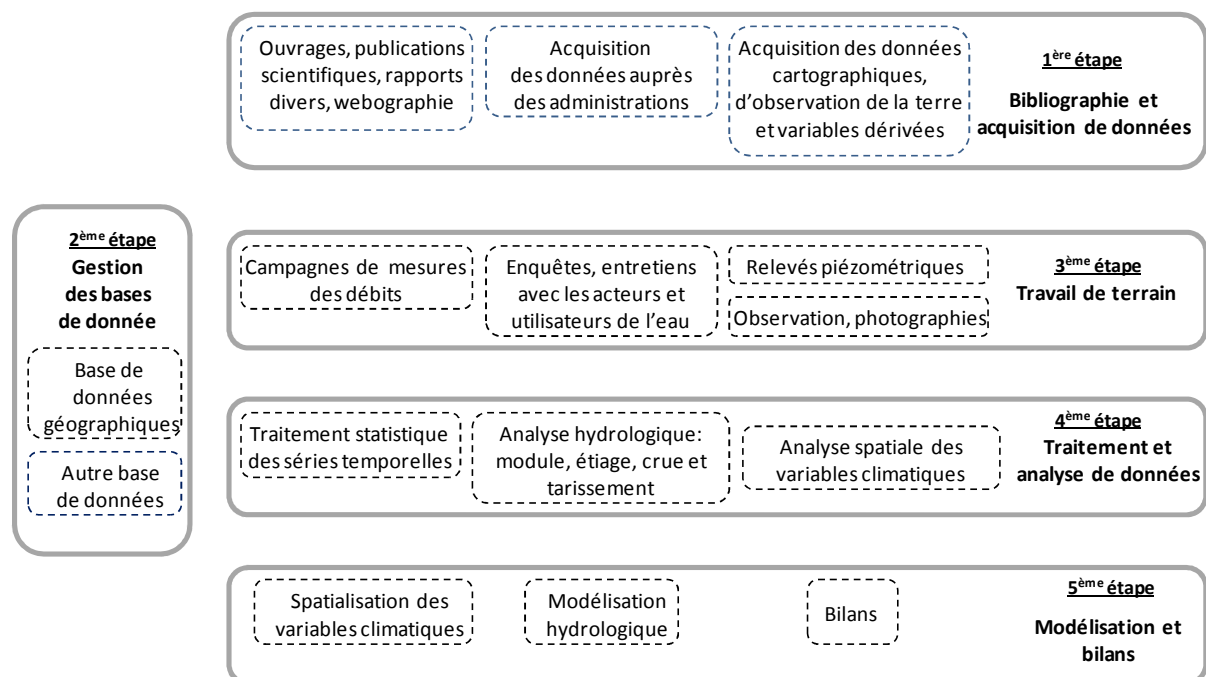 Ouvrages, publications
scientifiques, rapports
divers, webographie
Acquisition
des données auprès
des administrations
Acquisition des données
cartographiques,
d'observation de la terre
et variables dérivées
1ère étape
Bibliographie et
acquisition de données
2ème étape
Gestion
des bases
de donnée
Base de
données
géographiques
Autre base
de données
Campagnes de mesures
des débits
Enquêtes, entretiens
avec les acteurs et
utilisateurs de l'eau
Relevés piézométriques
Observation, photographies
3ème étape
Travail de terrain
Traitement statistique
des séries temporelles
Analyse hydrologique:
module, étiage, crue et
tarissement
Analyse spatiale des
variables climatiques
4ème étape
Traitement et
analyse de données
Spatialisation des
variables climatiques
Modélisation
hydrologique
Bilans
5ème étape
Modélisation et
bilans